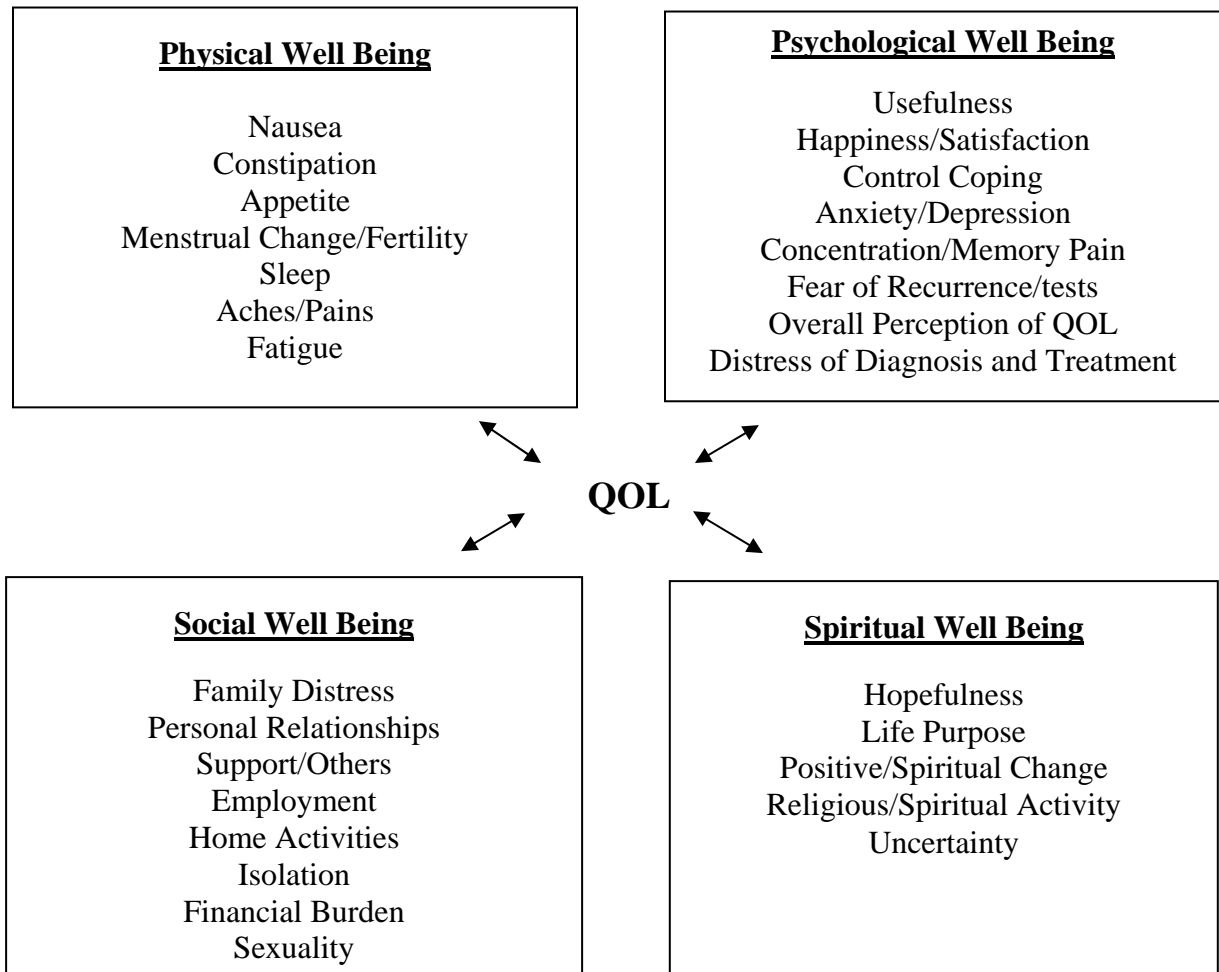 Physical Well Being
Nausea
Constipation
Appetite
Menstrual Change/Fertility
Sleep
Aches/Pains
Fatigue
Psychological Well Being
Usefulness
Happiness/Satisfaction
Control Coping
Anxiety/Depression
Concentration/Memory Pain
Fear of Recurrence/tests
Overall Perception of QOL
Distress of Diagnosis and Treatment
QOL
Social Well Being
Family Distress
Personal Relationships
Support/Others
Employment
Home Activities
Isolation
Financial Burden
Sexuality
Spiritual Well Being
Hopefulness
Life Purpose
Positive/Spiritual Change
Religious/Spiritual Activity
Uncertainty